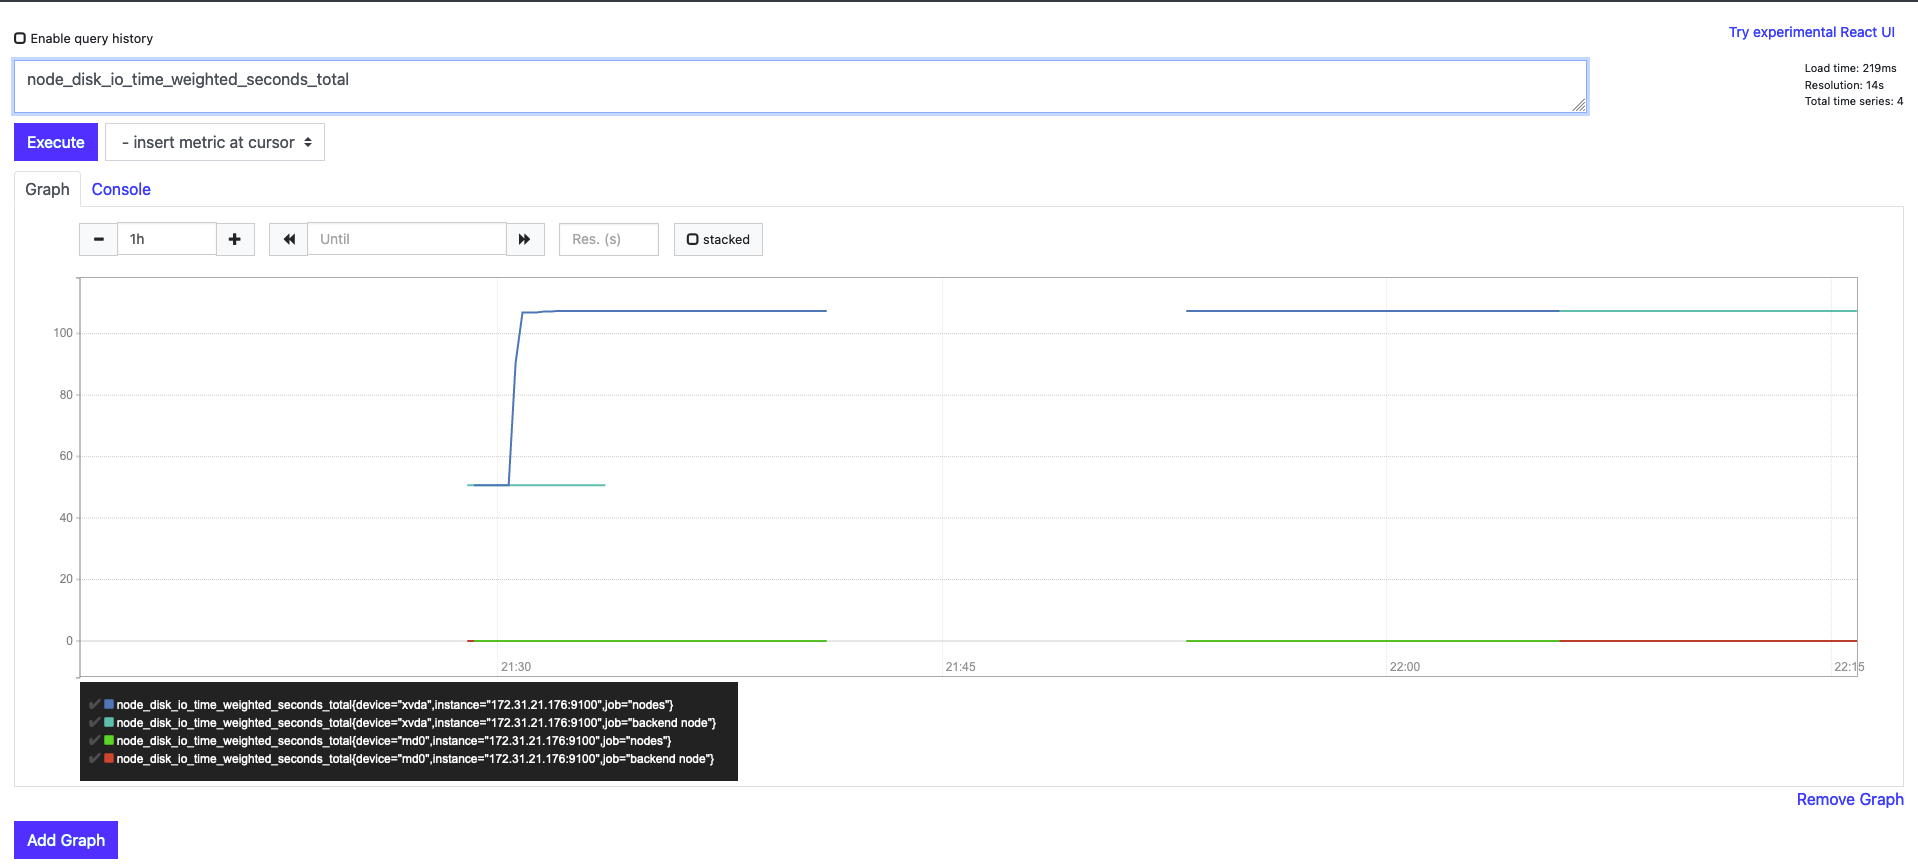 Enable query history
Try experimental React UI
node_disk_io_time_weighted_seconds_total
Load time: 219ms
Resolution: 14s
Total time series: 4
Execute
- insert metric at cursor
Graph
Console
1h
Until
Res. (s)
stacked
100
80
60
40
20
0
21:30
21:45
22:00
22:15
node_disk_io_time_weighted_seconds_total{device="xvda",instance="172.31.21.176:9100",job="nodes"}
node_disk_io_time_weighted_seconds_total{device="xvda",instance="172.31.21.176:9100",job="backend node"}
node_disk_io_time_weighted_seconds_total{device="md0",instance="172.31.21.176:9100",job="nodes"}
node_disk_io_time_weighted_seconds_total{device="md0",instance="172.31.21.176:9100",job="backend node"}
Remove Graph
Add Graph